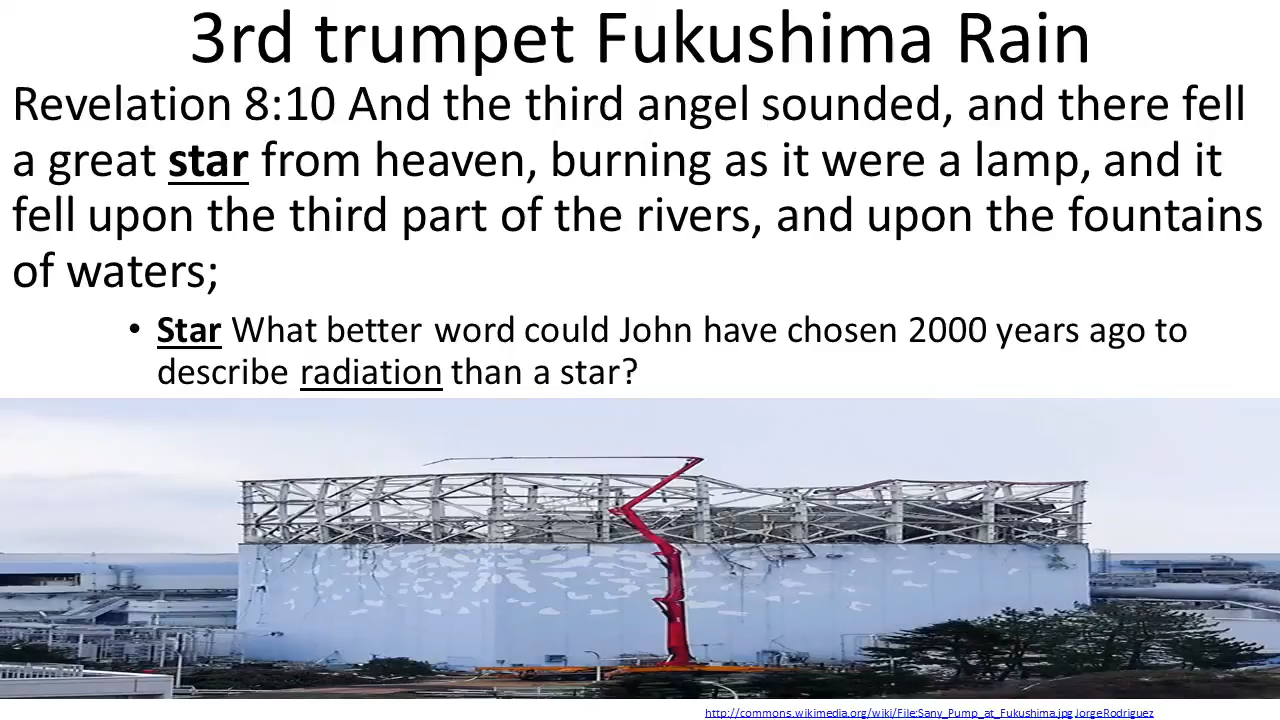 3rd trumpet Fukushima Rain
Revelation 8:10 And the third angel sounded, and there fell
a great star from heaven, burning as it were a lamp, and it
fell upon the third part of the rivers, and upon the fountains
of waters;
• Star What better word could John have chosen 2000 years ago to
describe radiation than a star?
http://commons.wikimedia.org/wiki/File:Sany_Pump_at_Fukushima.jpg JorgeRodriguez